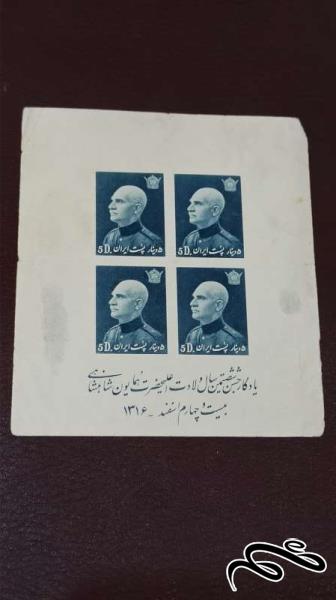 5 D. ۵ دینار پست ایران
5 D. ۵ دینار پست ایران
5 D. ۵ دینار پست ایران
5 D. ۵ دینار پست ایران
یادگار جشن شصتمین سال ولادت اعلیحضرت همایون شاهنشاهی
بیست و چهارم اسفند ـ ۱۳۱۶